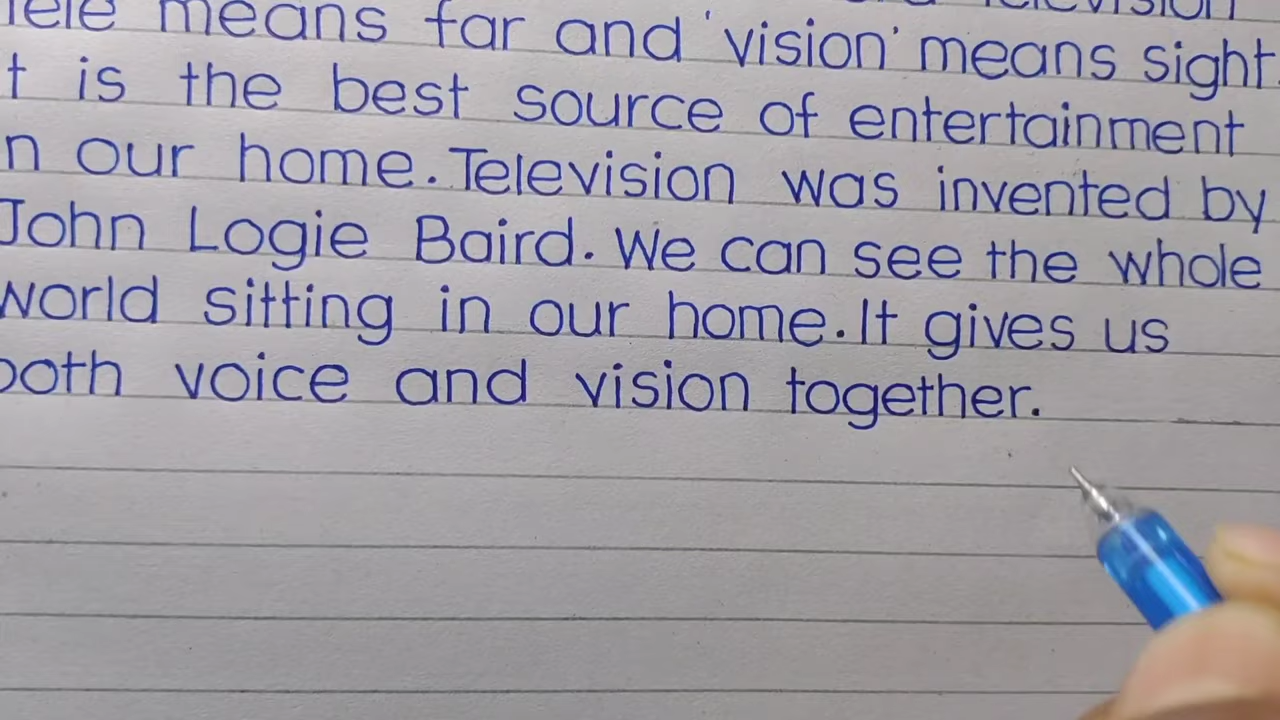 Tele means far and 'vision' means sight.
t is the best source of entertainment
n our home. Television was invented by
John Logie Baird. We can see the whole
world sitting in our home. It gives us
both voice and vision together.